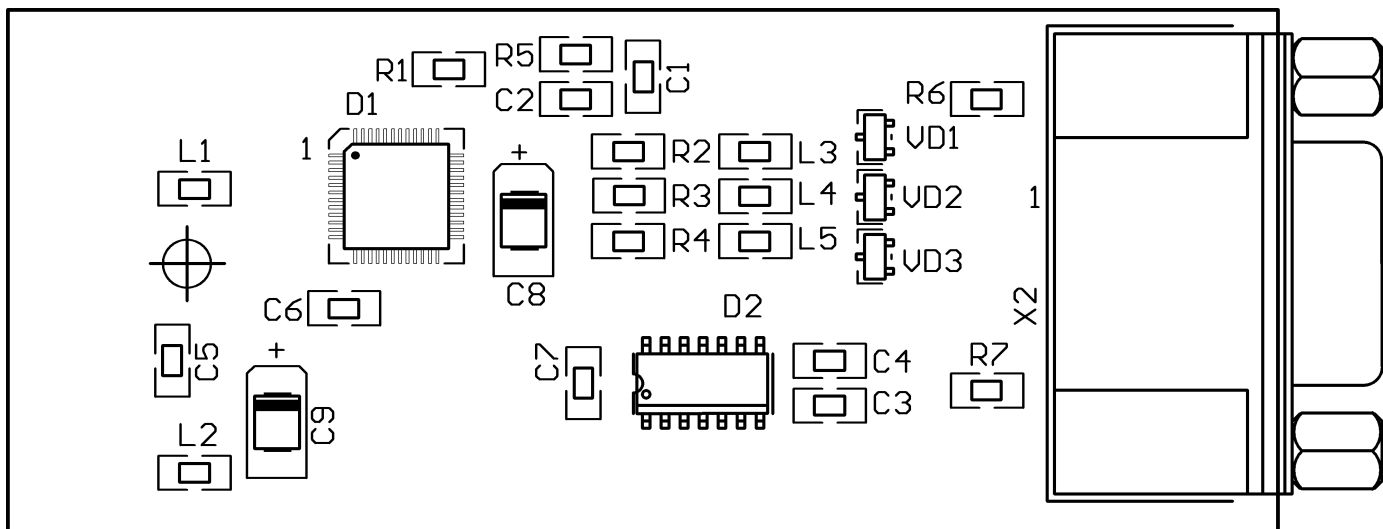 R5
R1
C1
C2
R6
D1
VD1
L1
1
+
R2
L3
R3
L4
VD2
1
R4
L5
VD3
C6
C8
D2
X2
+
C5
C7
C4
R7
C3
C9
L2